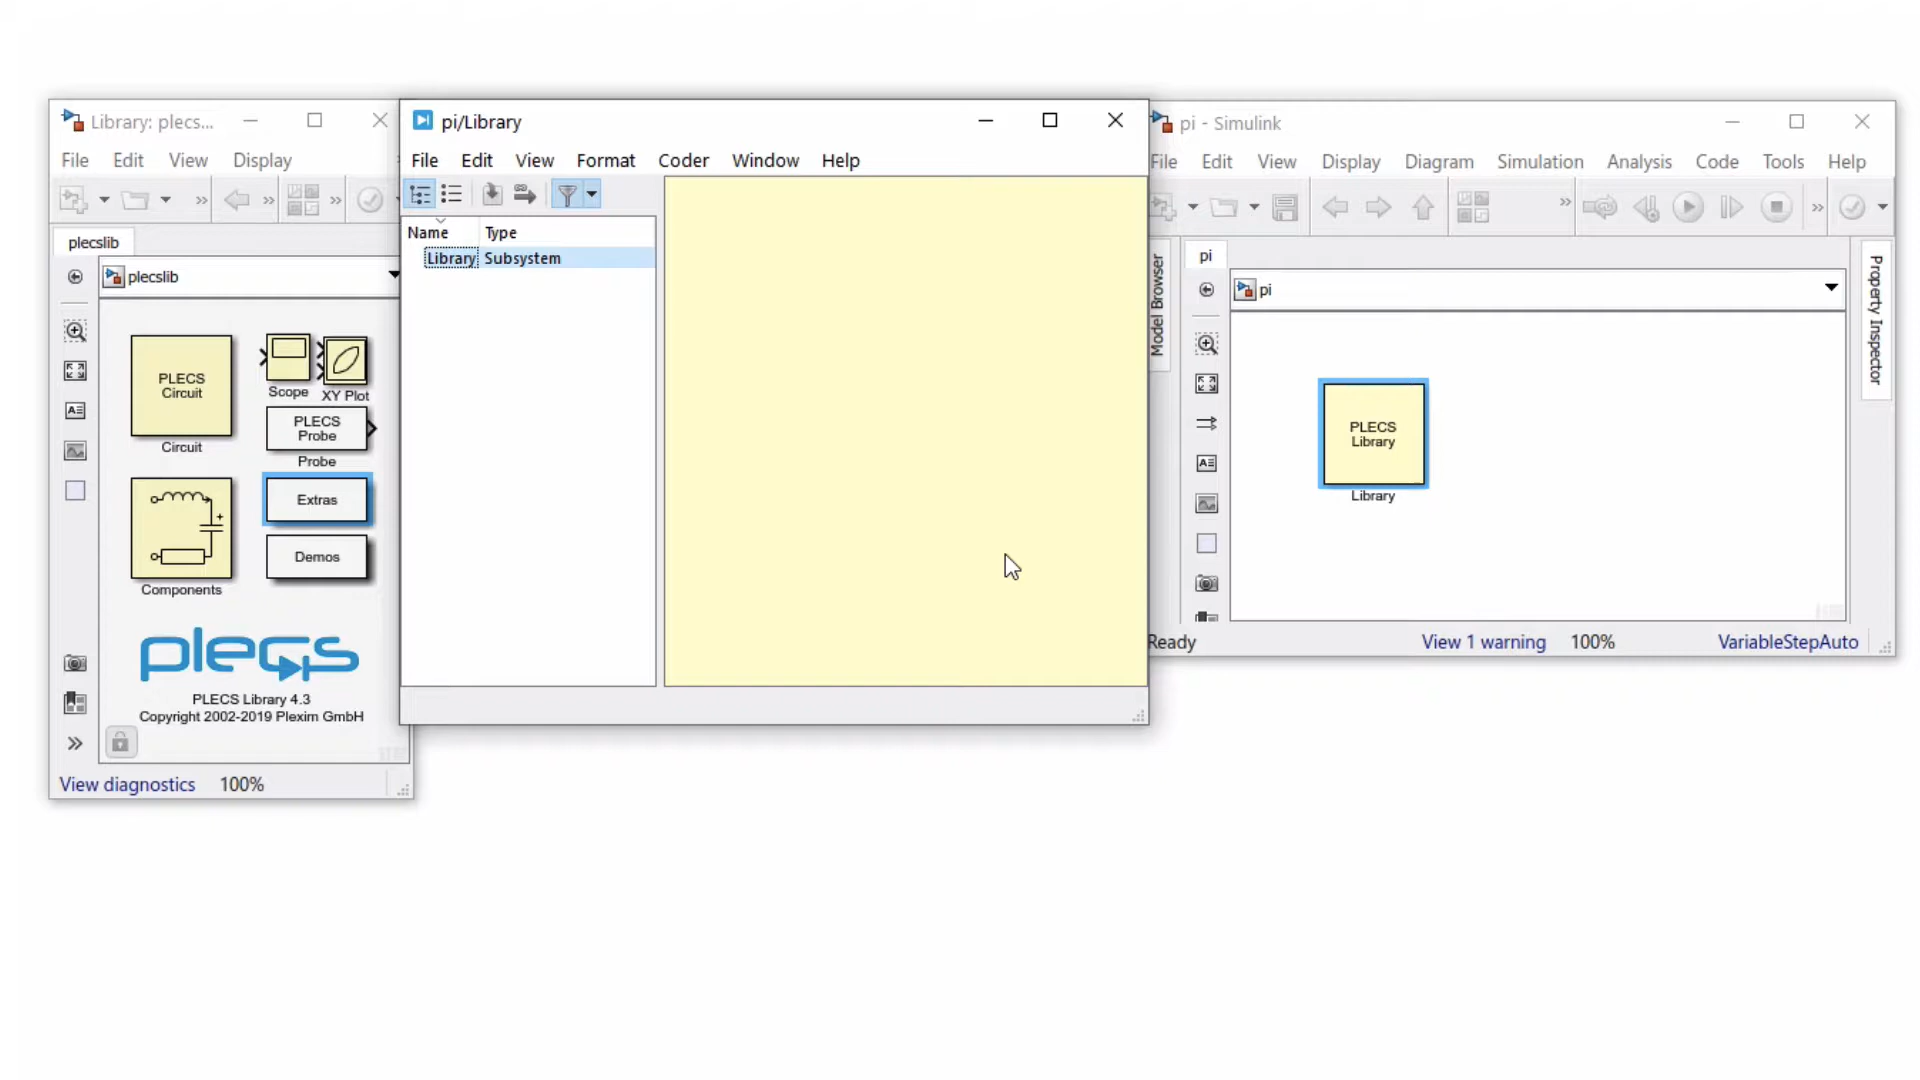 Library: plecs...
File Edit View Display
plecslib
plecslib
PLECS
Circuit
Circuit
Scope
XY Plot
PLECS
Probe
Probe
Components
Extras
Demos
plecs
PLECS Library 4.3
Copyright 2002-2019 Plexim GmbH
View diagnostics 100%
pi/Library
File Edit View Format Coder Window Help
Name Type
Library Subsystem
pi - Simulink
File Edit View Display Diagram Simulation Analysis Code Tools Help
Model Browser
pi
pi
PLECS
Library
Library
Property Inspector
Ready View 1 warning 100% VariableStepAuto